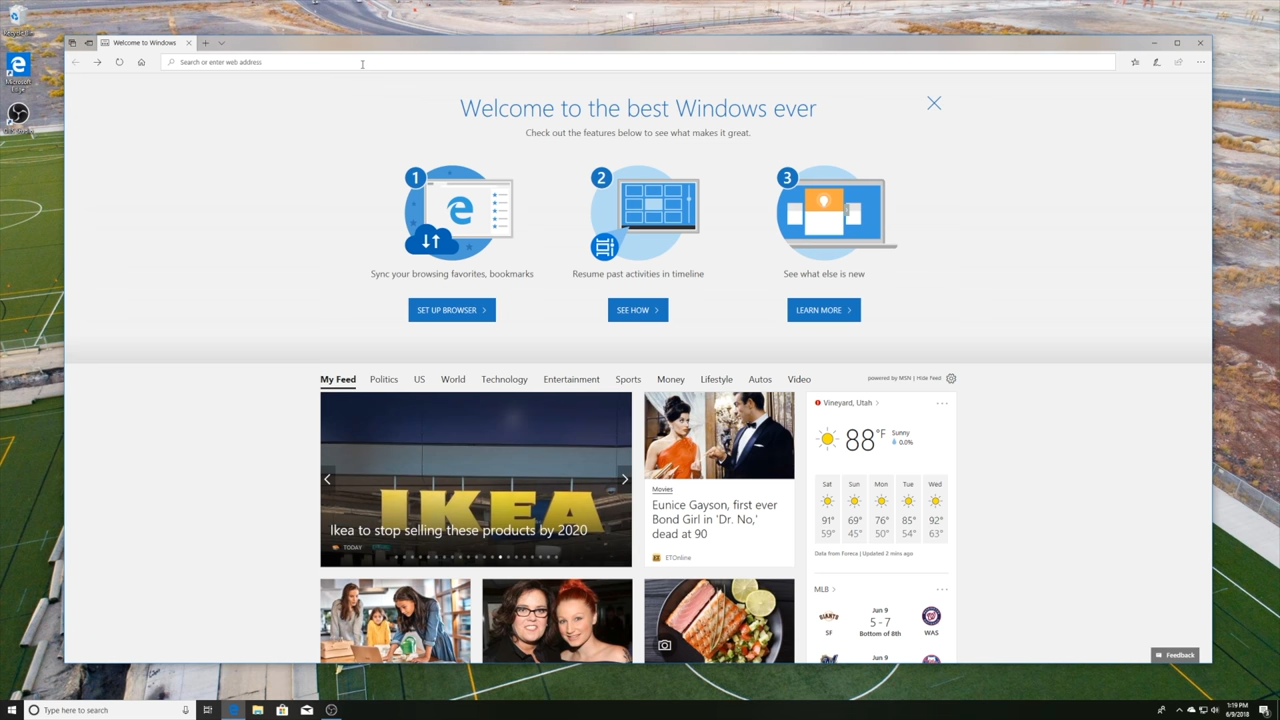 Recycle
Welcome to Windows
Search or enter web address
Microsoft
Edge
Welcome to the best Windows ever
Check out the features below to see what makes it great.
1
2
3
Sync your browsing favorites, bookmarks
Resume past activities in timeline
See what else is new
SET UP BROWSER
SEE HOW
LEARN MORE
My Feed Politics US World Technology Entertainment Sports Money Lifestyle Autos Video
powered by MSN | Hide Feed
IKEA
Ikea to stop selling these products by 2020
TODAY
Movies
Eunice Gayson, first ever
Bond Girl in 'Dr. No,'
dead at 90
ETOnline
Vineyard, Utah
88°F
Sunny
0.0%
Sat Sun Mon Tue Wed
91° 69° 76° 85° 92°
59° 45° 50° 54° 63°
Data from Foreca | Updated 2 mins ago
MLB
GIANTS
SF
Jun 9
5 - 7
Bottom of 8th
WAS
Jun 9
Feedback
Type here to search
1:19 PM
6/9/2018